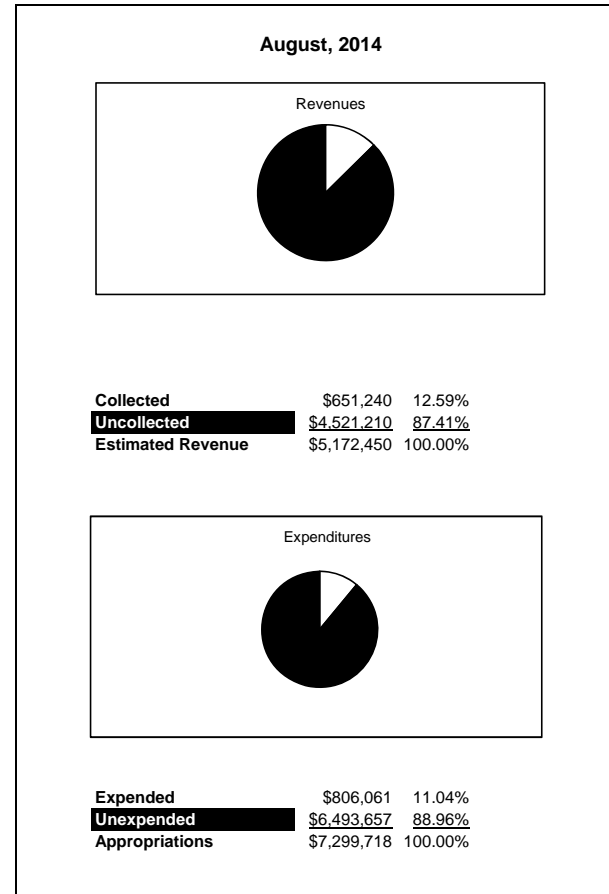 August, 2014
Revenues
Collected $651,240 12.59%
Uncollected $4,521,210 87.41%
Estimated Revenue $5,172,450 100.00%
Expenditures
Expended $806,061 11.04%
Unexpended $6,493,657 88.96%
Appropriations $7,299,718 100.00%